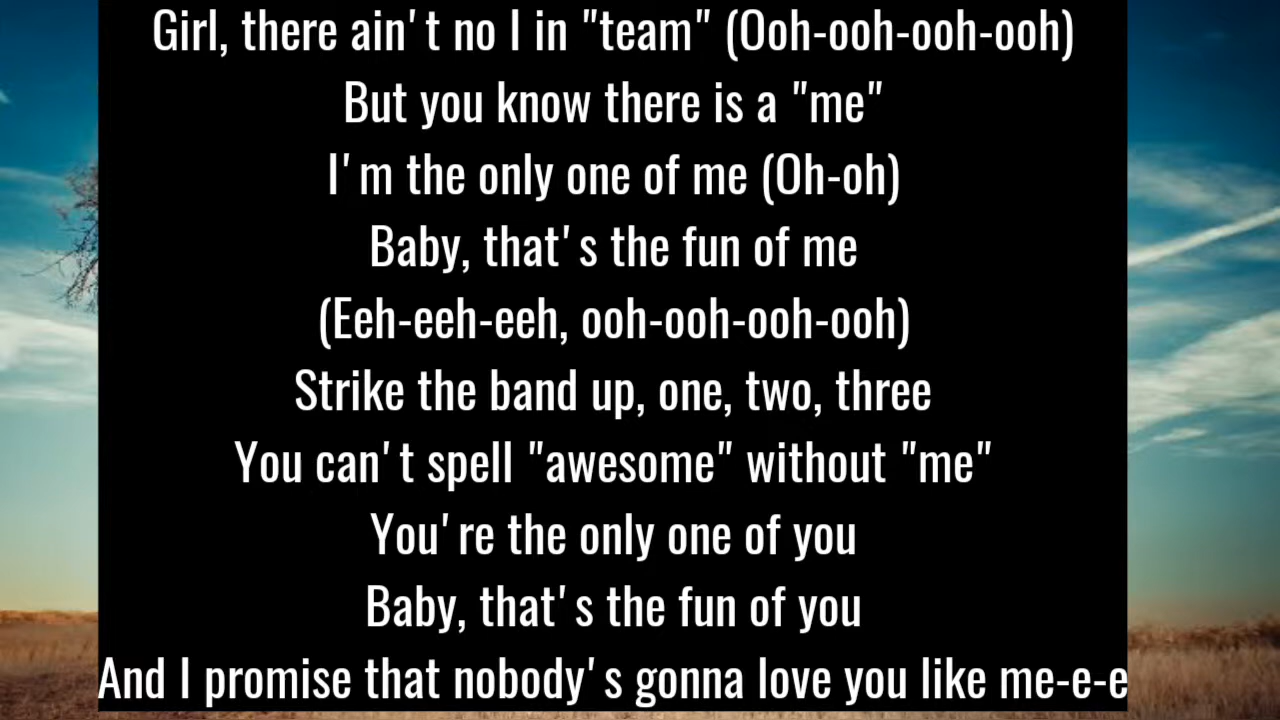 Girl, there ain't no I in "team" (Ooh-ooh-ooh-ooh)
But you know there is a "me"
I'm the only one of me (Oh-oh)
Baby, that's the fun of me
(Eeh-eeh-eeh, ooh-ooh-ooh-ooh)
Strike the band up, one, two, three
You can't spell "awesome" without "me"
You're the only one of you
Baby, that's the fun of you
And I promise that nobody's gonna love you like me-e-e